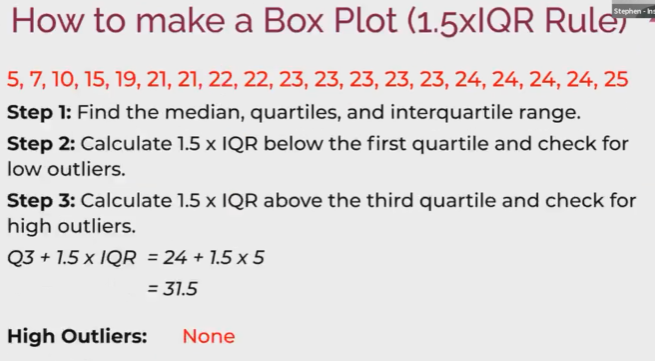 How to make a Box Plot (1.5xIQR Rule)
Stephen - Ins
5, 7, 10, 15, 19, 21, 21, 22, 22, 23, 23, 23, 23, 23, 24, 24, 24, 24, 25
Step 1: Find the median, quartiles, and interquartile range.
Step 2: Calculate 1.5 x IQR below the first quartile and check for
low outliers.
Step 3: Calculate 1.5 x IQR above the third quartile and check for
high outliers.
Q3 + 1.5 x IQR = 24 + 1.5 x 5
= 31.5
High Outliers: None